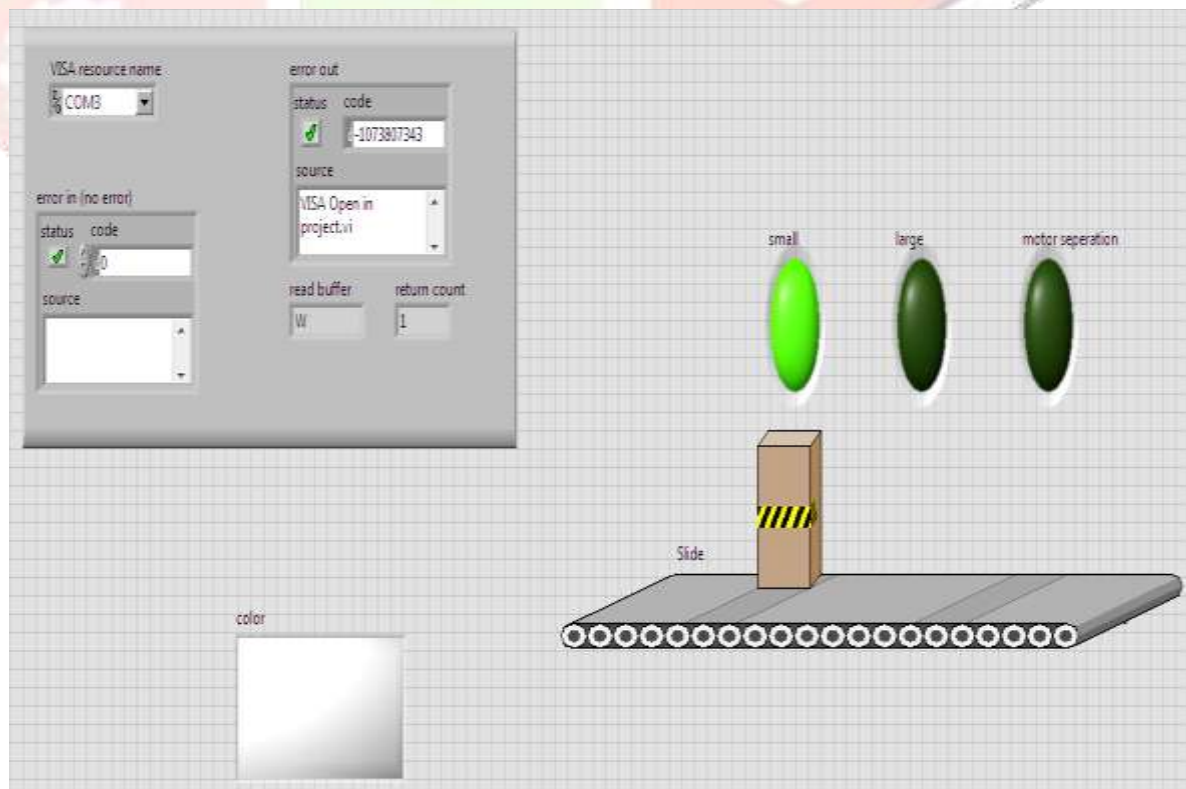 VISA resource name
COM3
error in (no error)
status code
0
source
error out
status code
-1073807343
source
VISA Open in
project.vi
read buffer
W
return count
1
small
large
motor seperation
Slide
color